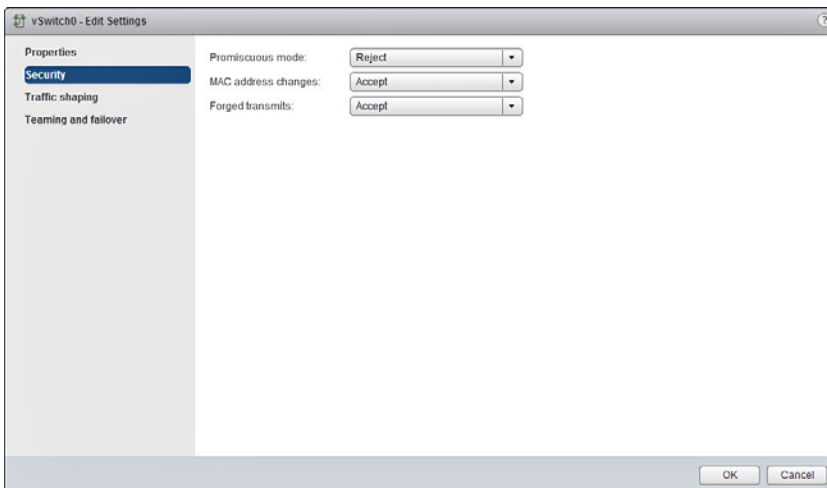 vSwitch0 - Edit Settings
?
Properties
Security
Traffic shaping
Teaming and failover
Promiscuous mode: Reject
MAC address changes: Accept
Forged transmits: Accept
OK Cancel